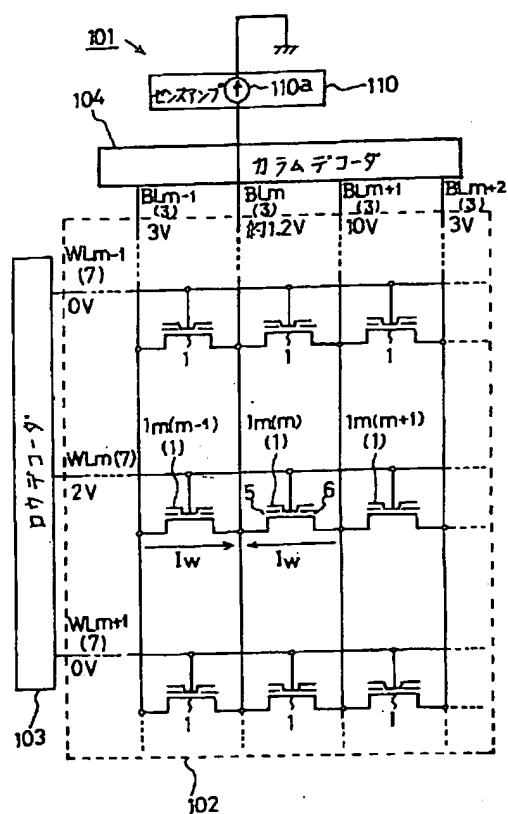 101
センスアンプ 110a 110
104
カラムデコーダ
BLm-1 BLm BLm+1 BLm+2
(3) (3) (3) (3)
3V 約1.2V 10V 3V
WLm-1
(7)
0V
1 1 1
ロウデコーダ
1m(m-1) 1m(m) 1m(m+1)
(1) (1) (1)
WLm(7)
2V
5 6
Iw Iw
WLm+1
(7)
0V
1 1 1
103
102